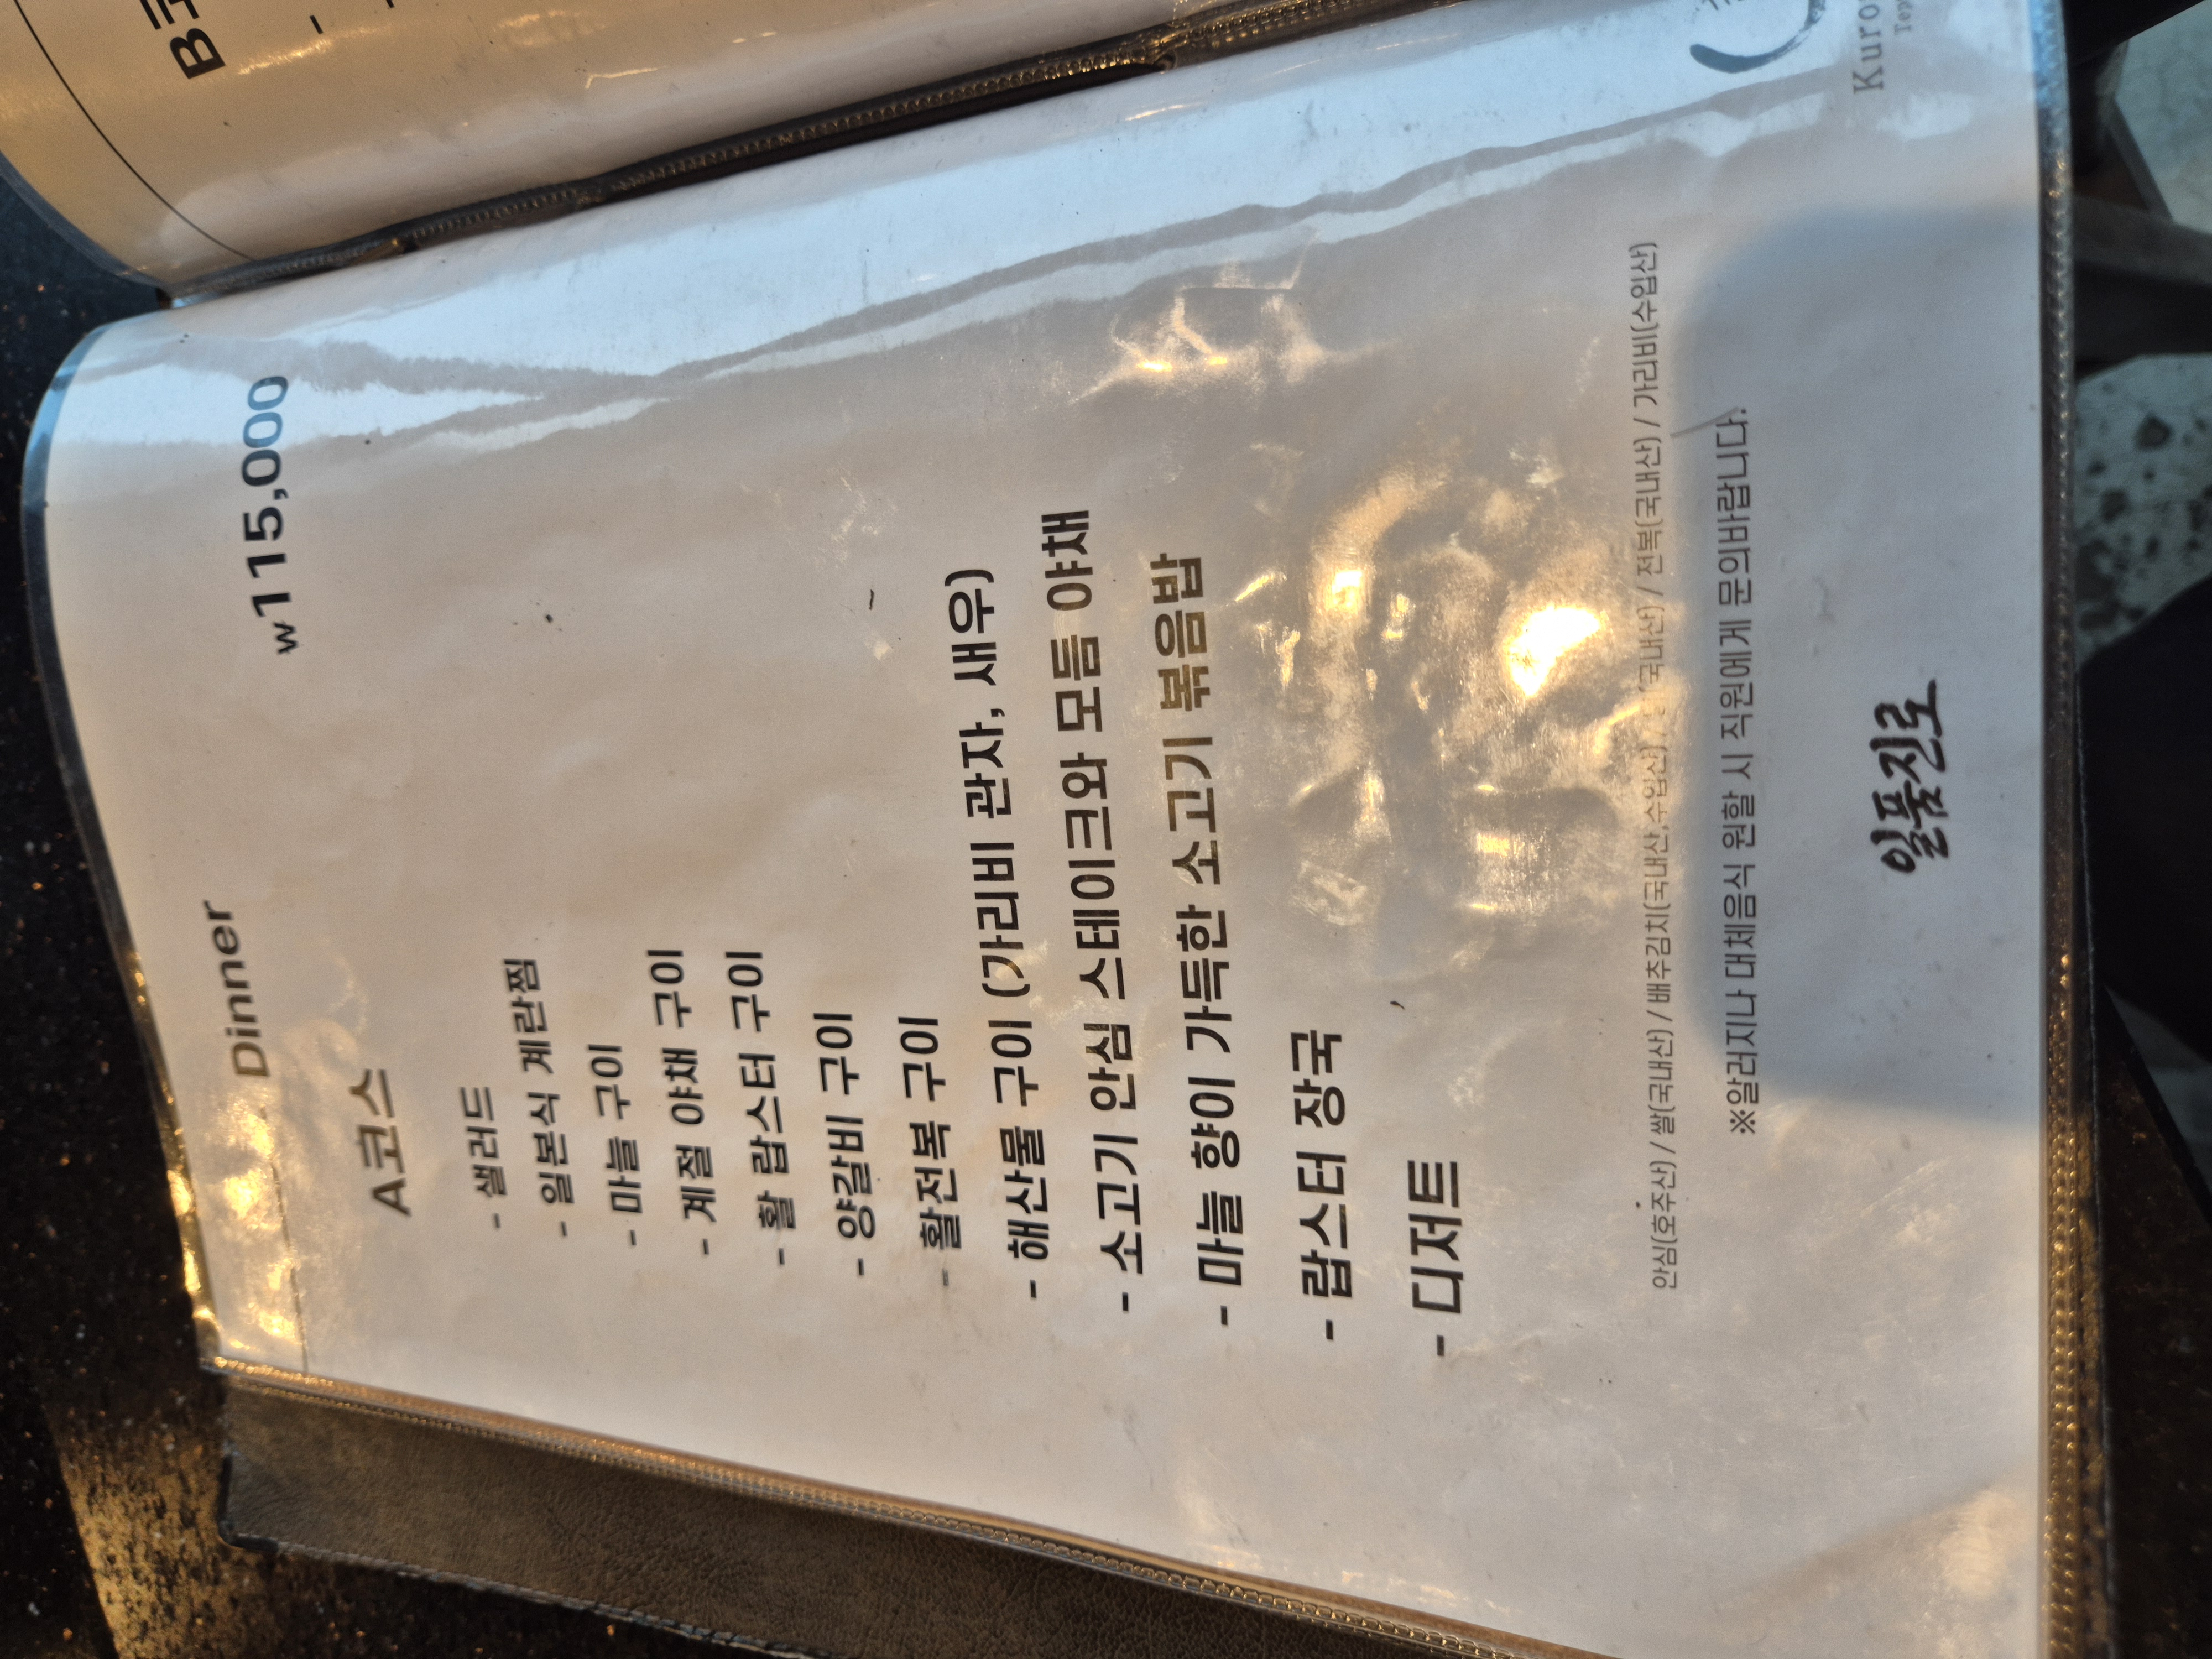 Dinner
₩115,000
A코스
- 샐러드
- 일본식 계란찜
- 마늘 구이
- 계절 야채 구이
- 활 랍스터 구이
- 양갈비 구이
- 활전복 구이
- 해산물 구이 (가리비 관자, 새우)
- 소고기 안심 스테이크와 모듬 야채
- 마늘 향이 가득한 소고기 볶음밥
- 랍스터 장국
- 디저트
안심(호주산) / 쌀(국내산) / 배추김치(국내산,수입산) / (국내산) / 전복(국내산) / 가리비(수입산)
※알러지나 대체음식 원할 시 직원에게 문의바랍니다.
일품진로